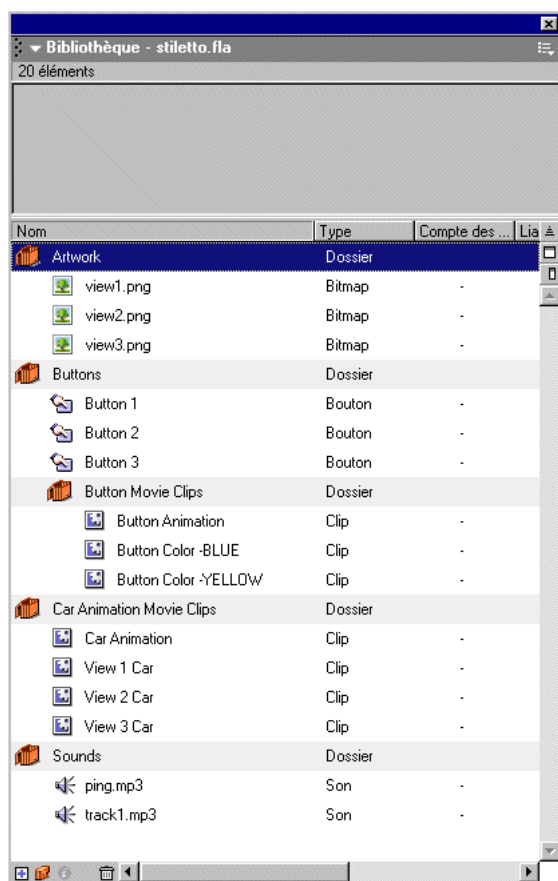 Bibliothèque - stiletto.fla
20 éléments
Nom Type Compte des ... Lia
Artwork Dossier
view1.png Bitmap -
view2.png Bitmap -
view3.png Bitmap -
Buttons Dossier
Button 1 Bouton -
Button 2 Bouton -
Button 3 Bouton -
Button Movie Clips Dossier
Button Animation Clip -
Button Color -BLUE Clip -
Button Color -YELLOW Clip -
Car Animation Movie Clips Dossier
Car Animation Clip -
View 1 Car Clip -
View 2 Car Clip -
View 3 Car Clip -
Sounds Dossier
ping.mp3 Son -
track1.mp3 Son -